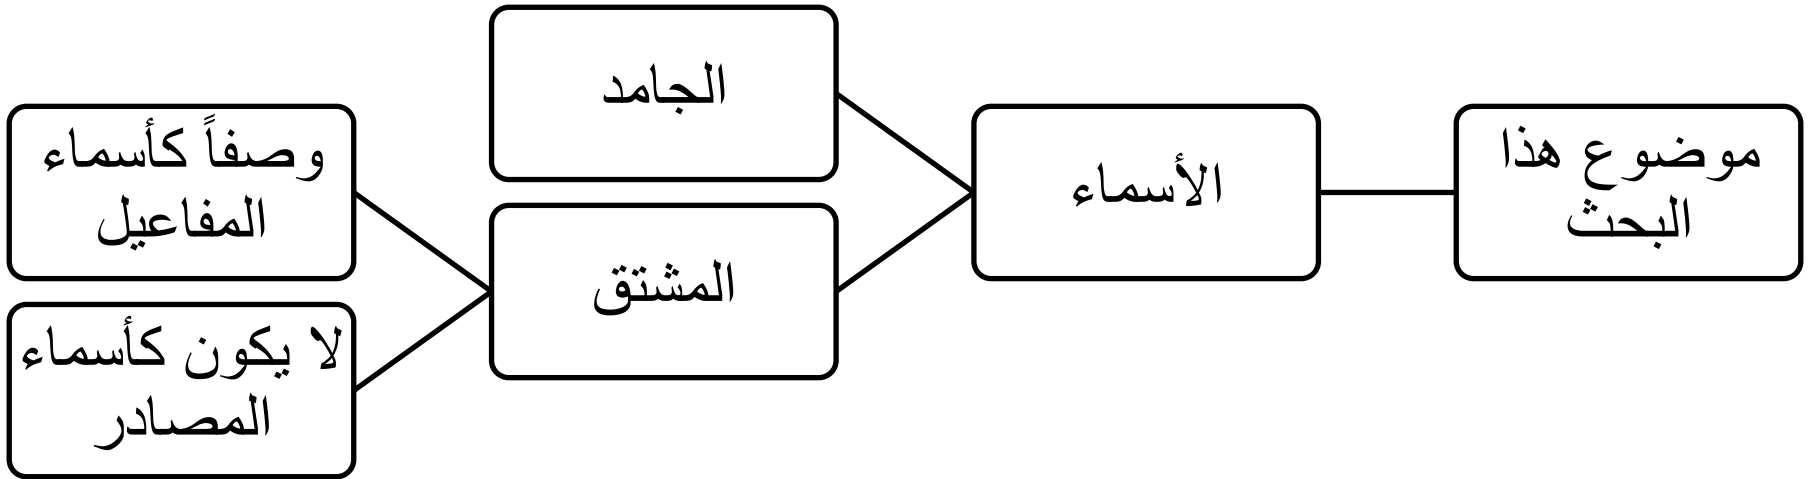 موضوع هذا
البحث
الأسماء
الجامد
المشتق
وصفاً كأسماء
المفاعيل
لا يكون كأسماء
المصادر